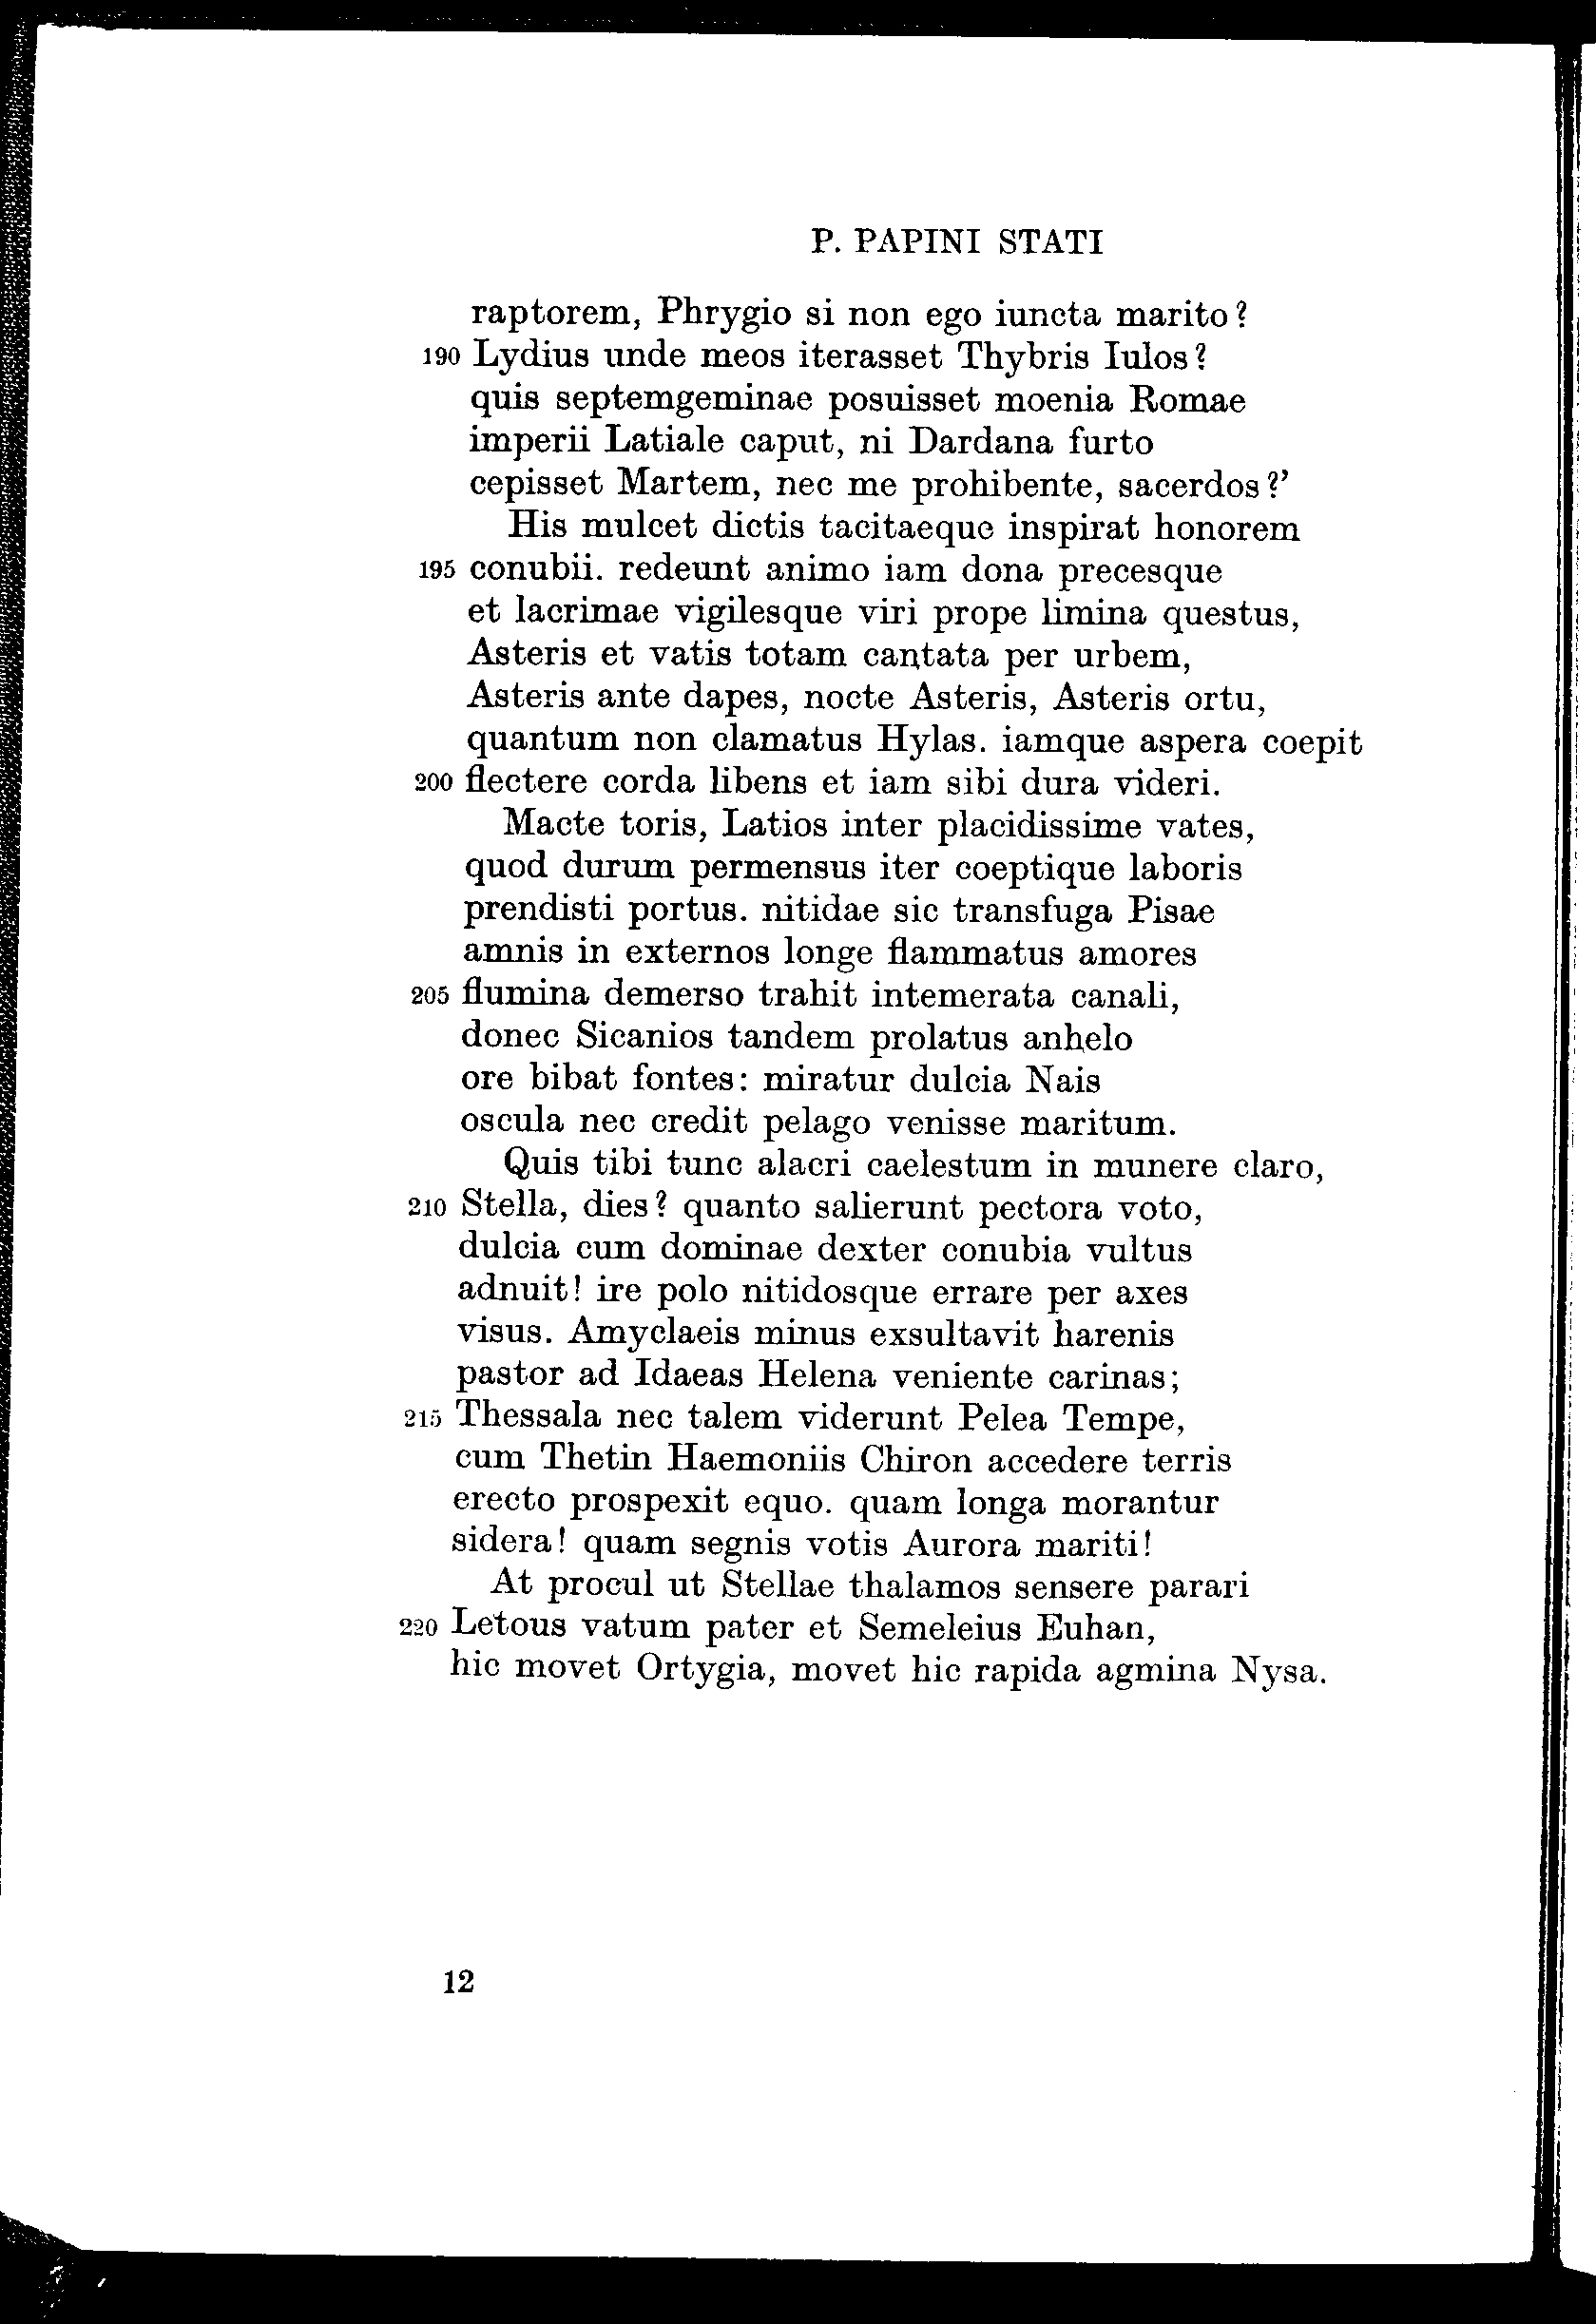 P. PAPINI STATI
raptorem, Phrygio si non ego iuncta marito?
190 Lydius unde meos iterasset Thybris Iulos?
quis septemgeminae posuisset moenia Romae
imperii Latiale caput, ni Dardana furto
cepisset Martem, nec me prohibente, sacerdos?’
His mulcet dictis tacitaeque inspirat honorem
195 conubii. redeunt animo iam dona precesque
et lacrimae vigilesque viri prope limina questus,
Asteris et vatis totam cantata per urbem,
Asteris ante dapes, nocte Asteris, Asteris ortu,
quantum non clamatus Hylas. iamque aspera coepit
200 flectere corda libens et iam sibi dura videri.
Macte toris, Latios inter placidissime vates,
quod durum permensus iter coeptique laboris
prendisti portus. nitidae sic transfuga Pisae
amnis in externos longe flammatus amores
205 flumina demerso trahit intemerata canali,
donec Sicanios tandem prolatus anhelo
ore bibat fontes: miratur dulcia Nais
oscula nec credit pelago venisse maritum.
Quis tibi tunc alacri caelestum in munere claro,
210 Stella, dies? quanto salierunt pectora voto,
dulcia cum dominae dexter conubia vultus
adnuit! ire polo nitidosque errare per axes
visus. Amyclaeis minus exsultavit harenis
pastor ad Idaeas Helena veniente carinas;
215 Thessala nec talem viderunt Pelea Tempe,
cum Thetin Haemoniis Chiron accedere terris
erecto prospexit equo. quam longa morantur
sidera! quam segnis votis Aurora mariti!
At procul ut Stellae thalamos sensere parari
220 Letous vatum pater et Semeleius Euhan,
hic movet Ortygia, movet hic rapida agmina Nysa.
12